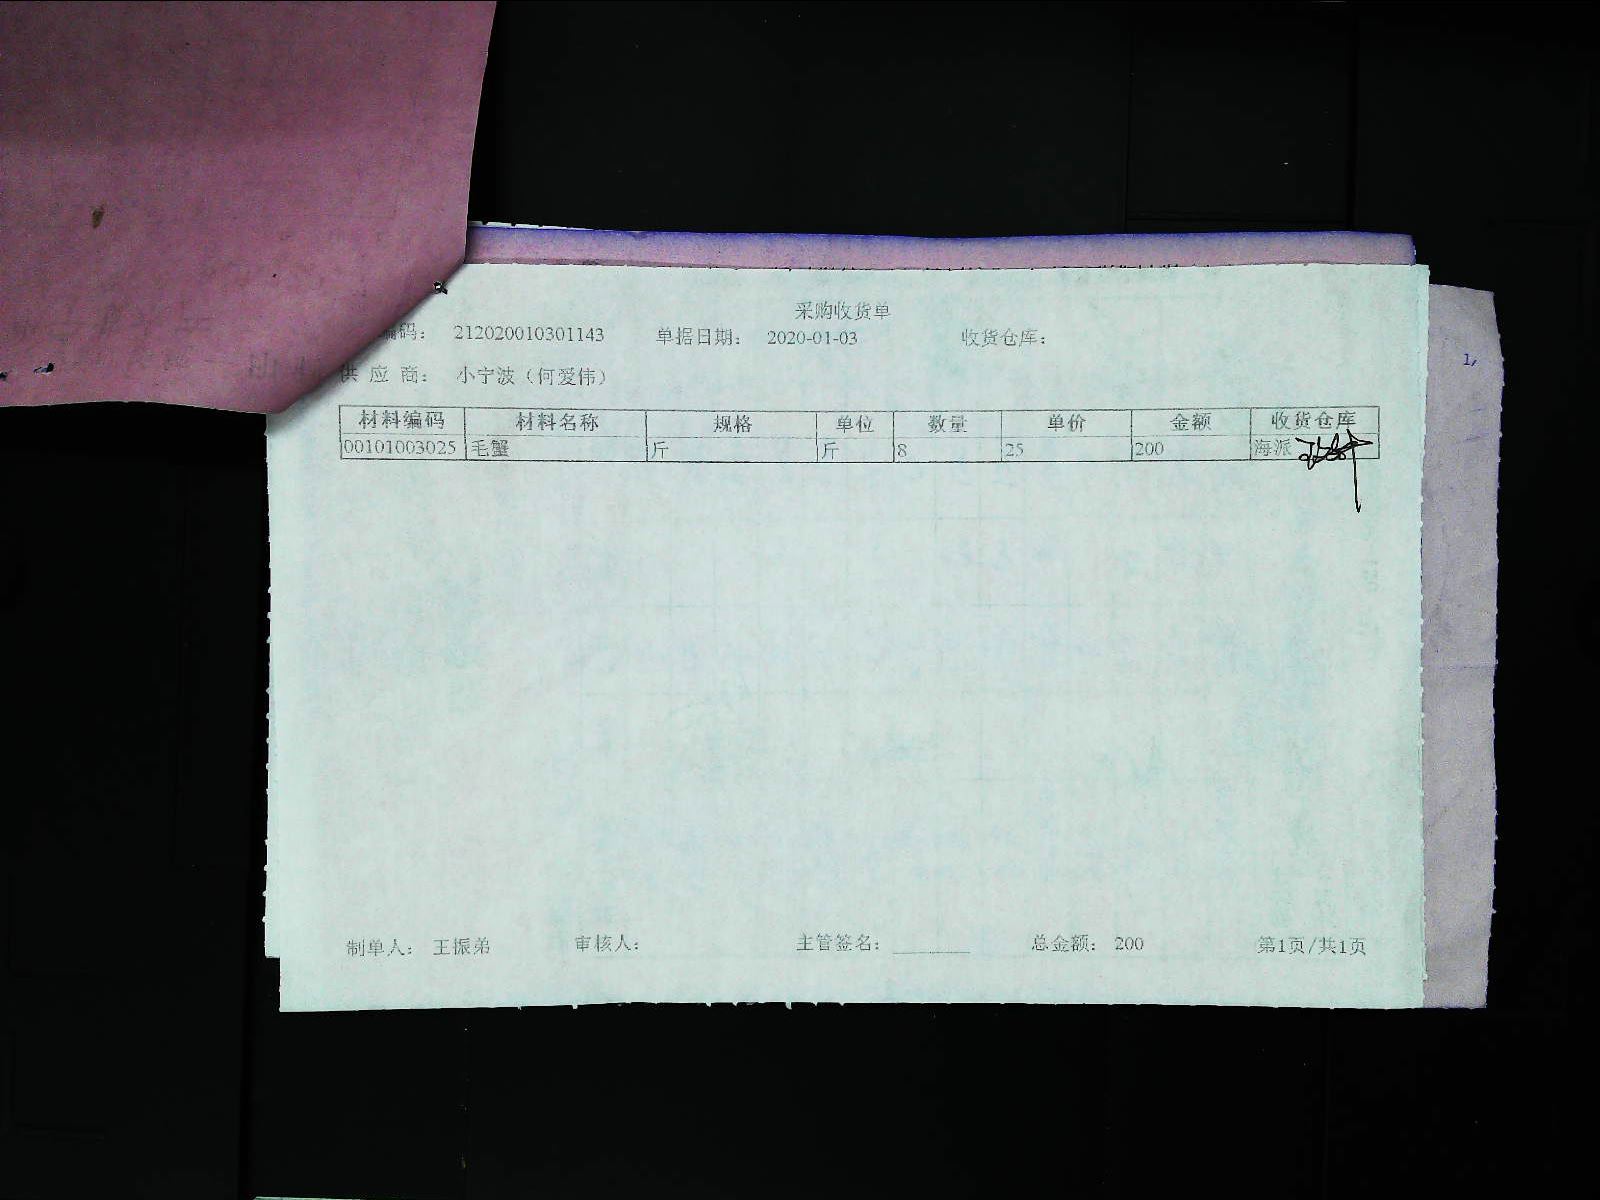 采购收货单
编码： 212020010301143 单据日期： 2020-01-03 收货仓库：
供 应 商： 小宁波（何爱伟）
材料编码 材料名称 规格 单位 数量 单价 金额 收货仓库
00101003025 毛蟹 斤 斤 8 25 200 海派
制单人： 王振弟 审核人： 主管签名： ________ 总金额： 200 第1页/共1页